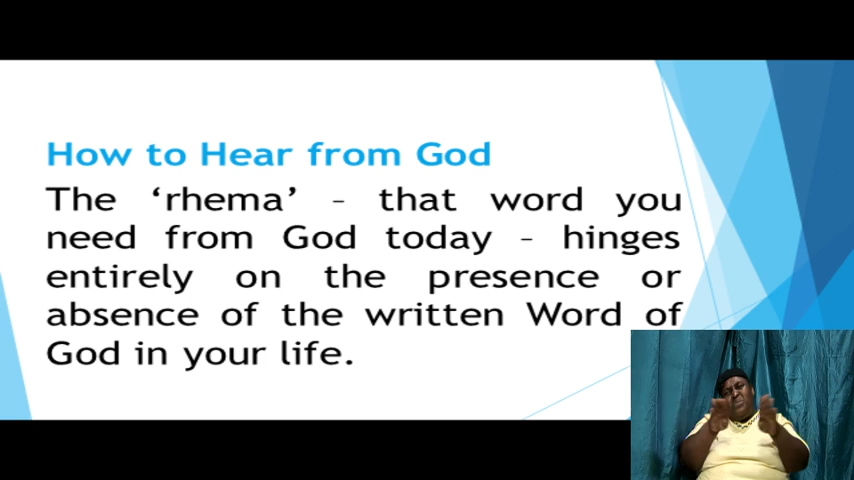 How to Hear from God
The ‘rhema’ – that word you
need from God today – hinges
entirely on the presence or
absence of the written Word of
God in your life.